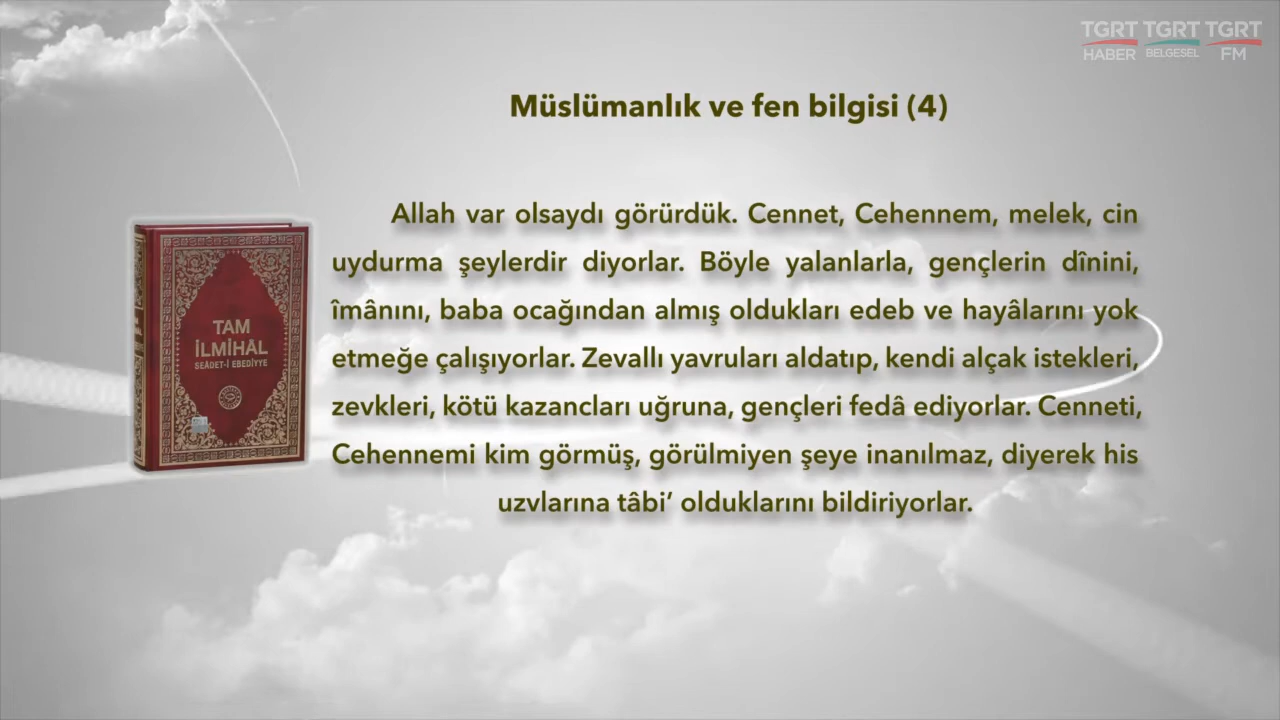 TGRT TGRT TGRT
HABER BELGESEL FM
Müslümanlık ve fen bilgisi (4)
Allah var olsaydı görürdük. Cennet, Cehennem, melek, cin
uydurma şeylerdir diyorlar. Böyle yalanlarla, gençlerin dînini,
îmânını, baba ocağından almış oldukları edeb ve hayâlarını yok
etmeğe çalışıyorlar. Zevallı yavruları aldatıp, kendi alçak istekleri,
zevkleri, kötü kazancları uğruna, gençleri fedâ ediyorlar. Cenneti,
Cehennemi kim görmüş, görülmiyen şeye inanılmaz, diyerek his
uzvlarına tâbi’ olduklarını bildiriyorlar.
TAM
İLMİHÂL
SEÂDET-İ EBEDİYYE